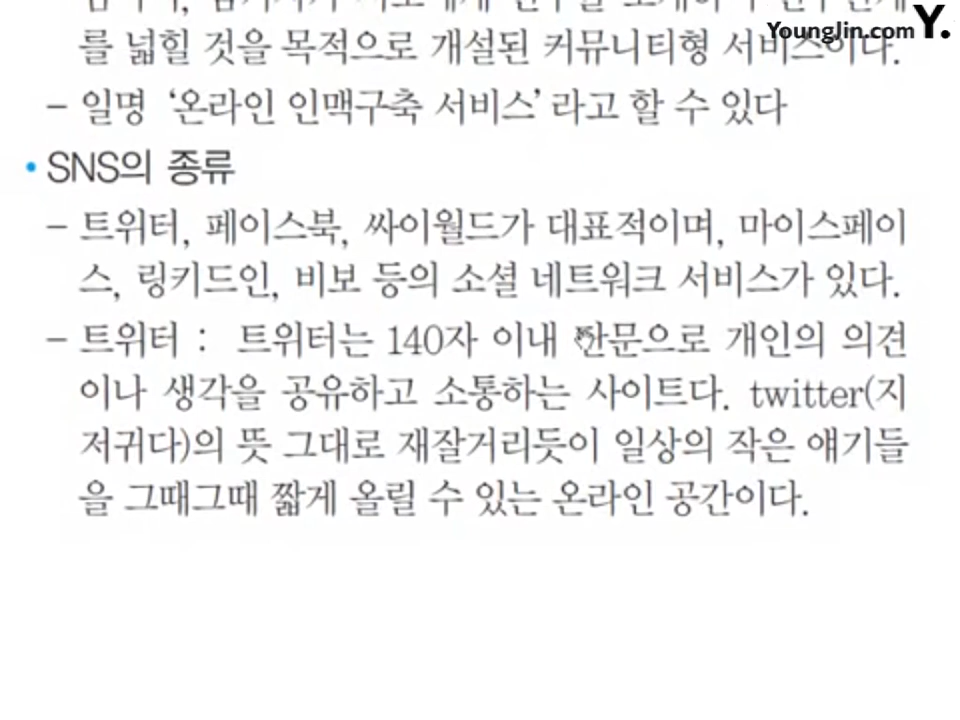 YoungJin.com Y.
를 넓힐 것을 목적으로 개설된 커뮤니티형 서비스이다.
– 일명 ‘온라인 인맥구축 서비스’ 라고 할 수 있다
• SNS의 종류
– 트위터, 페이스북, 싸이월드가 대표적이며, 마이스페이
스, 링키드인, 비보 등의 소셜 네트워크 서비스가 있다.
– 트위터 : 트위터는 140자 이내 단문으로 개인의 의견
이나 생각을 공유하고 소통하는 사이트다. twitter(지
저귀다)의 뜻 그대로 재잘거리듯이 일상의 작은 얘기들
을 그때그때 짧게 올릴 수 있는 온라인 공간이다.